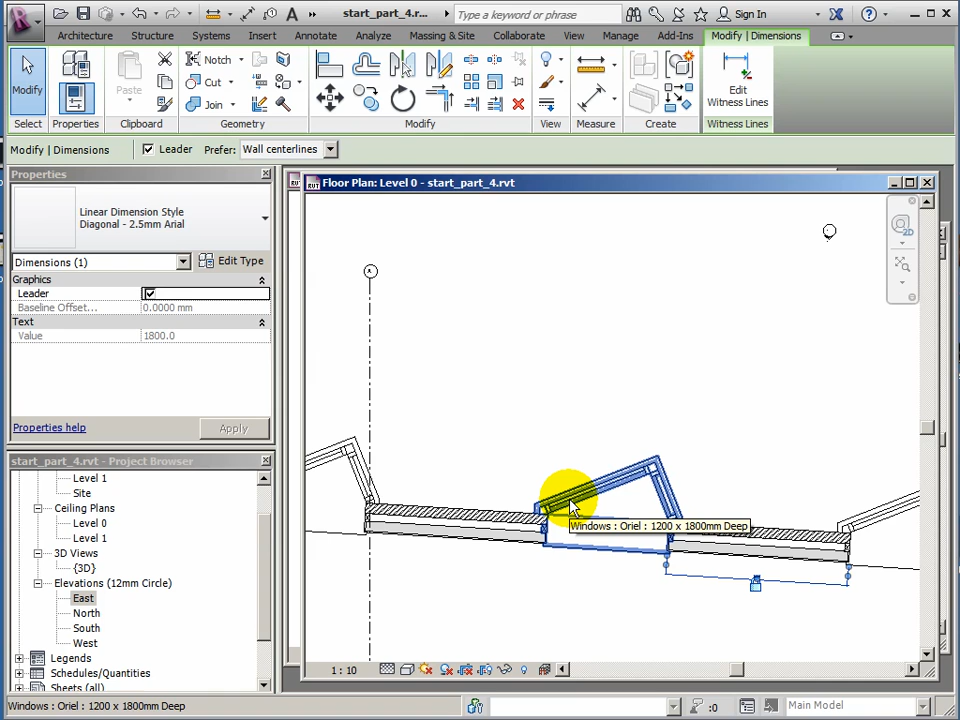 start_part_4.r...
Type a keyword or phrase
Sign In
Architecture Structure Systems Insert Annotate Analyze Massing & Site Collaborate View Manage Add-Ins Modify | Dimensions
Modify
Properties
Paste
Notch
Cut
Join
Edit
Witness Lines
Select Properties Clipboard Geometry Modify View Measure Create Witness Lines
Modify | Dimensions
Leader Prefer: Wall centerlines
Properties
Linear Dimension Style
Diagonal - 2.5mm Arial
Dimensions (1) Edit Type
Graphics
Leader
Baseline Offset... 0.0000 mm
Text
Value 1800.0
Properties help Apply
start_part_4.rvt - Project Browser
Level 1
Site
Ceiling Plans
Level 0
Level 1
3D Views
{3D}
Elevations (12mm Circle)
East
North
South
West
Legends
Schedules/Quantities
Sheets (all)
Floor Plan: Level 0 - start_part_4.rvt
2D
Windows : Oriel : 1200 x 1800mm Deep
1 : 10
Windows : Oriel : 1200 x 1800mm Deep
:0
Main Model